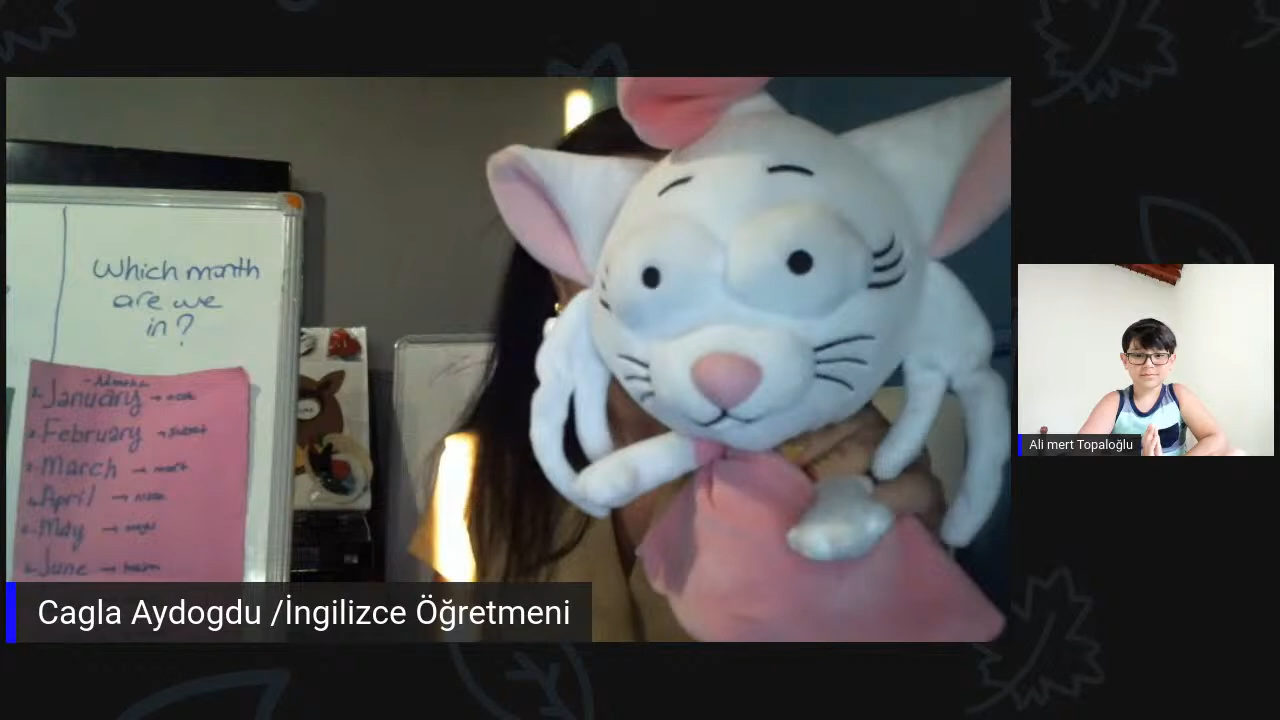 Which month
are we
in?
January
February
March
April
May
June
Cagla Aydogdu /İngilizce Öğretmeni
Ali mert Topaloğlu